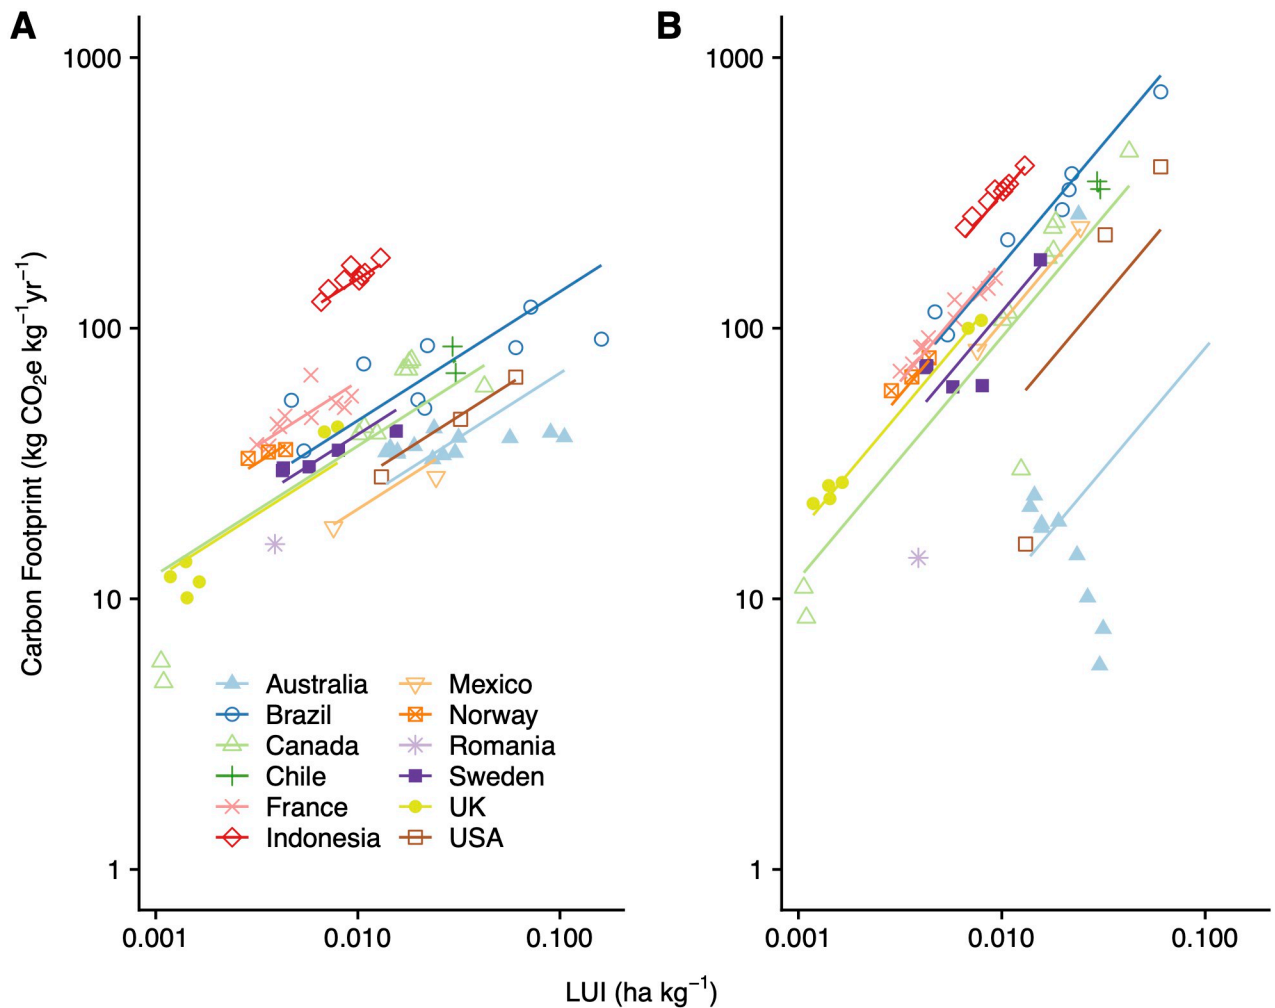 A
B
Carbon Footprint (kg CO₂e kg⁻¹yr⁻¹)
1000
100
10
1
0.001
0.010
0.100
Australia
Brazil
Canada
Chile
France
Indonesia
Mexico
Norway
Romania
Sweden
UK
USA
1000
100
10
1
0.001
0.010
0.100
LUI (ha kg⁻¹)